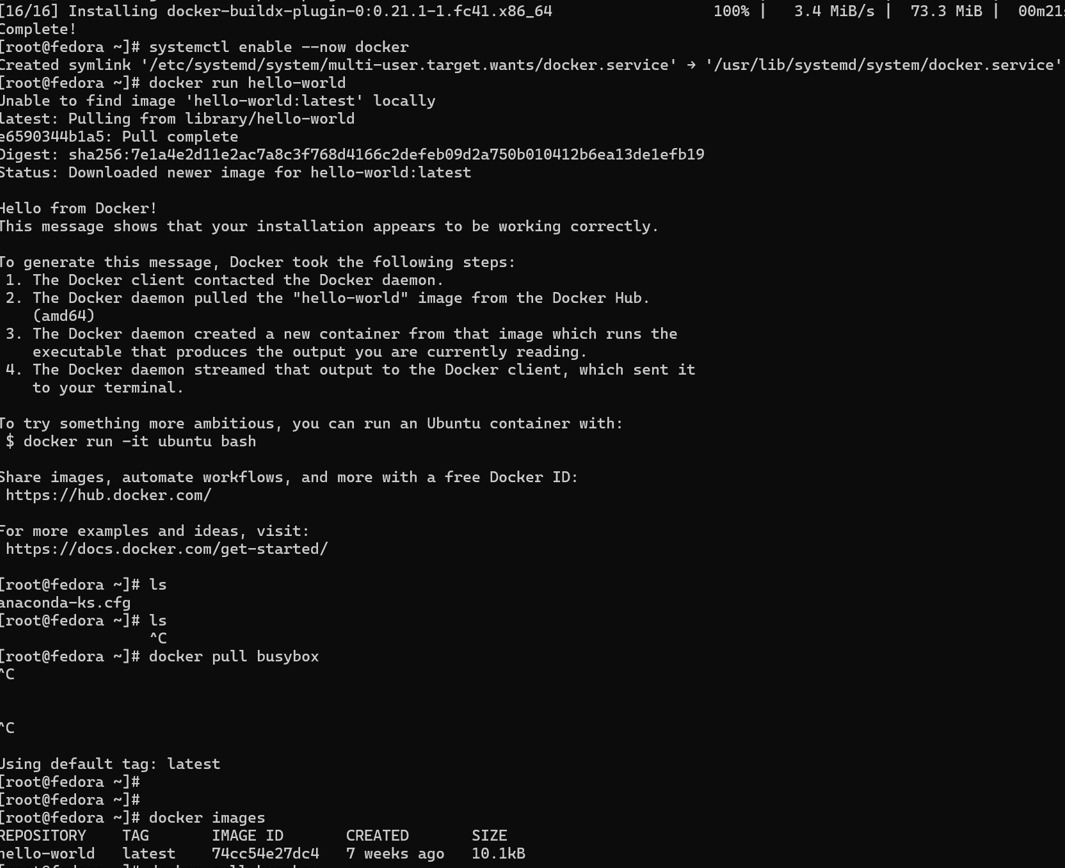 [16/16] Installing docker-buildx-plugin-0:0.21.1-1.fc41.x86_64 100% | 3.4 MiB/s | 73.3 MiB | 00m21s
Complete!
[root@fedora ~]# systemctl enable --now docker
Created symlink '/etc/systemd/system/multi-user.target.wants/docker.service' → '/usr/lib/systemd/system/docker.service'
[root@fedora ~]# docker run hello-world
Unable to find image 'hello-world:latest' locally
latest: Pulling from library/hello-world
e6590344b1a5: Pull complete
Digest: sha256:7e1a4e2d11e2ac7a8c3f768d4166c2defeb09d2a750b010412b6ea13de1efb19
Status: Downloaded newer image for hello-world:latest
Hello from Docker!
This message shows that your installation appears to be working correctly.
To generate this message, Docker took the following steps:
1. The Docker client contacted the Docker daemon.
2. The Docker daemon pulled the "hello-world" image from the Docker Hub.
(amd64)
3. The Docker daemon created a new container from that image which runs the
executable that produces the output you are currently reading.
4. The Docker daemon streamed that output to the Docker client, which sent it
to your terminal.
To try something more ambitious, you can run an Ubuntu container with:
$ docker run -it ubuntu bash
Share images, automate workflows, and more with a free Docker ID:
https://hub.docker.com/
For more examples and ideas, visit:
https://docs.docker.com/get-started/
[root@fedora ~]# ls
anaconda-ks.cfg
[root@fedora ~]# ls
^C
[root@fedora ~]# docker pull busybox
^C
^C
Using default tag: latest
[root@fedora ~]#
[root@fedora ~]#
[root@fedora ~]# docker images
REPOSITORY TAG IMAGE ID CREATED SIZE
hello-world latest 74cc54e27dc4 7 weeks ago 10.1kB